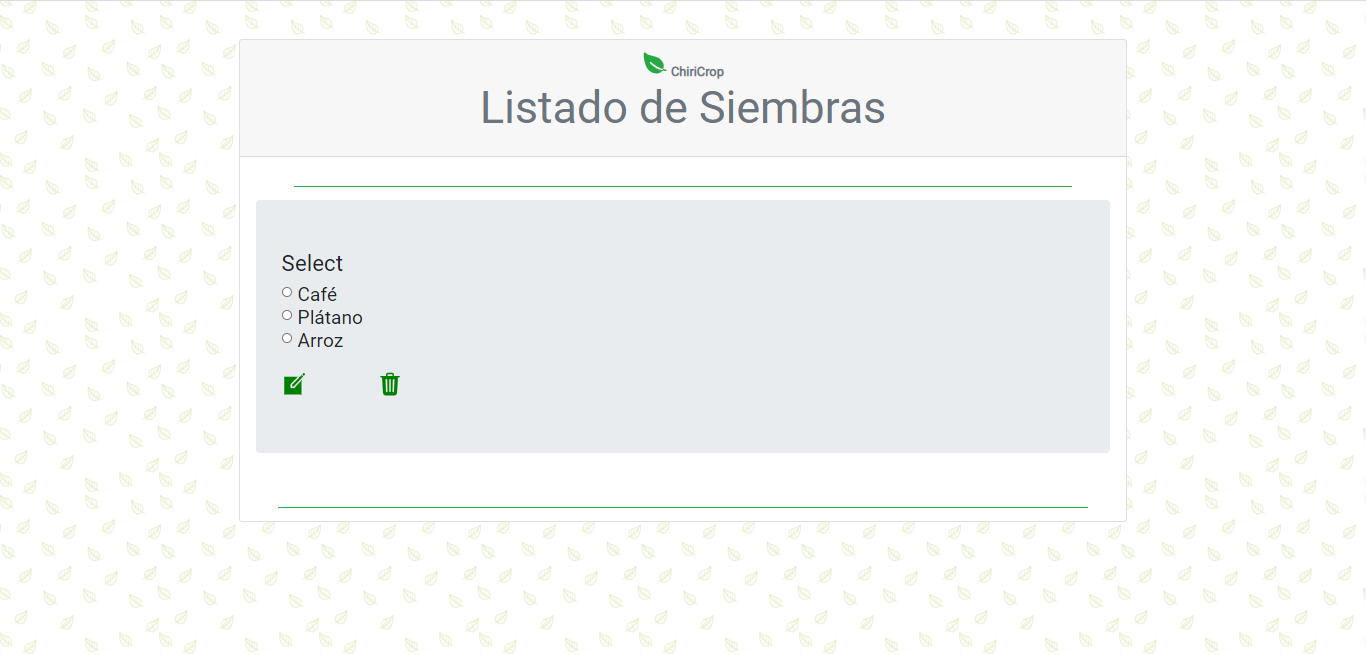 ChiriCrop
Listado de Siembras
Select
Café
Plátano
Arroz